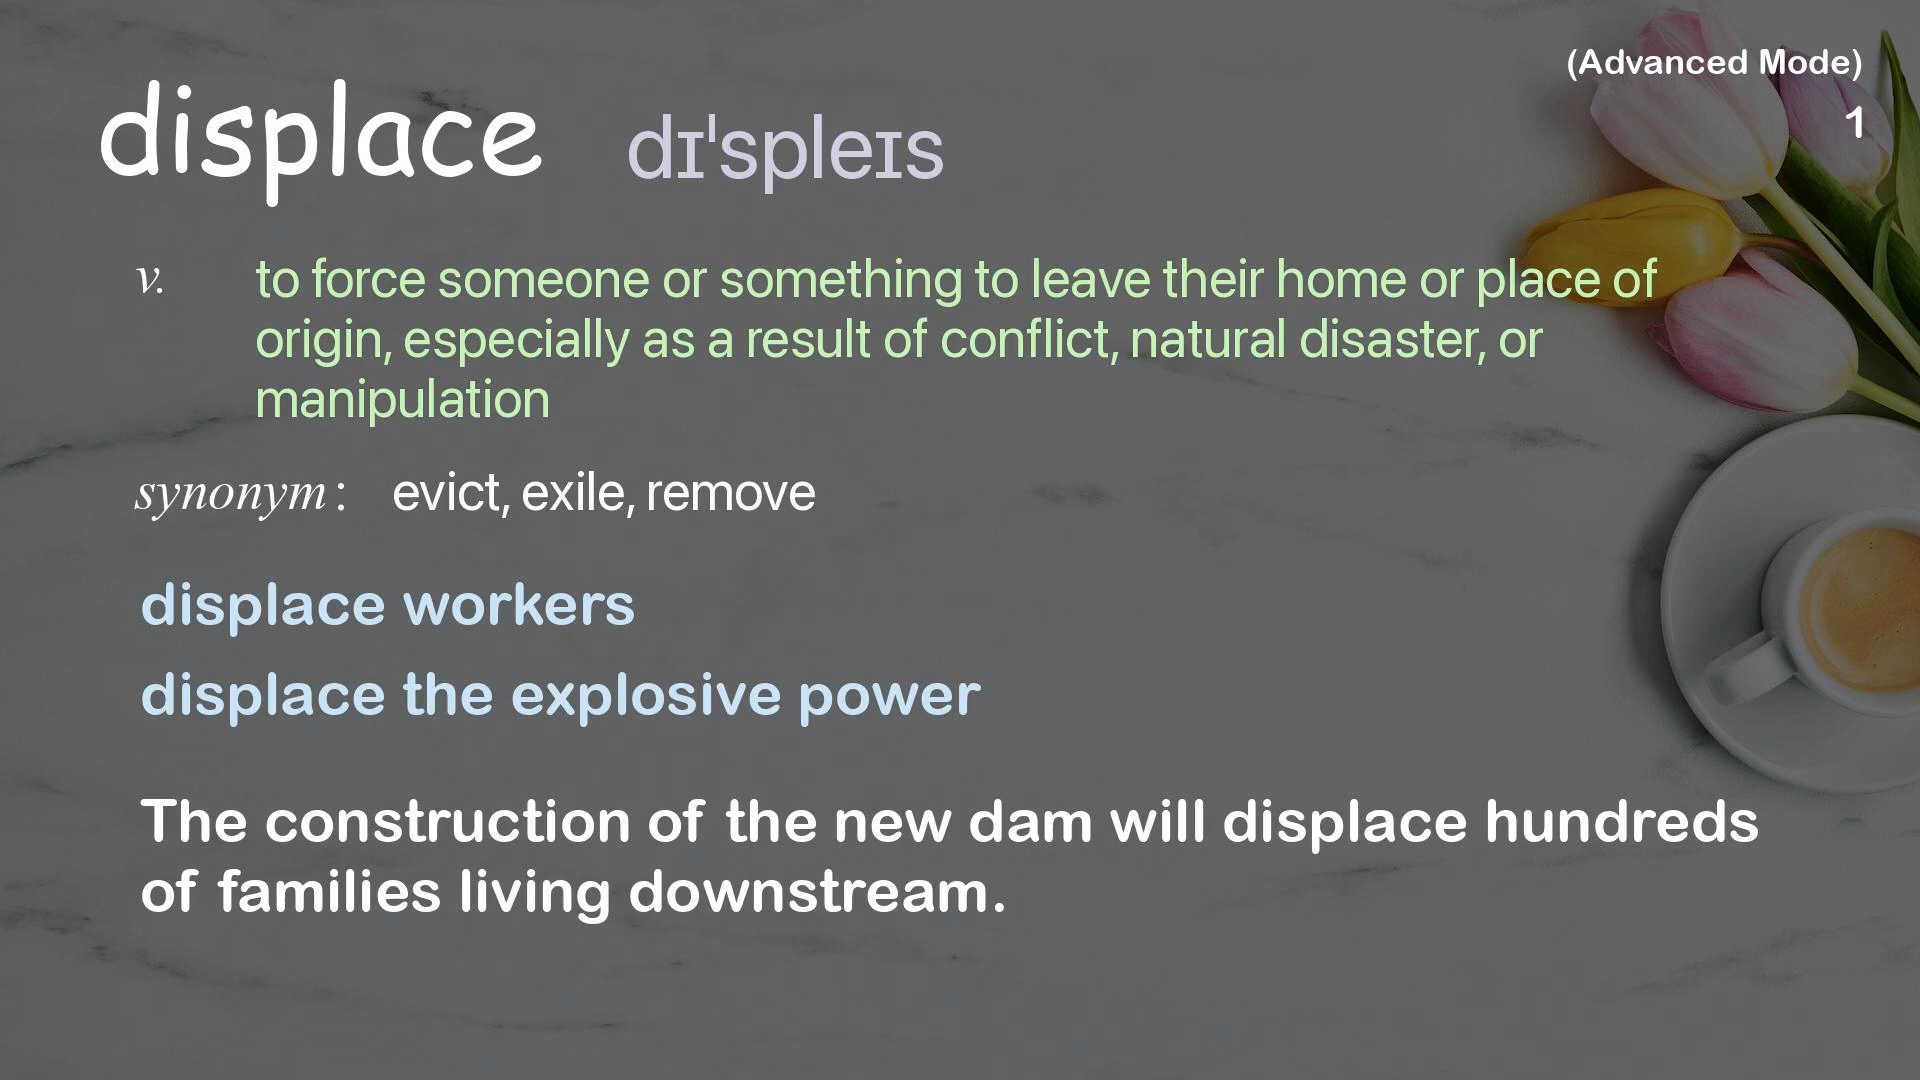 (Advanced Mode)
1
displace dɪˈspleɪs
v. to force someone or something to leave their home or place of
origin, especially as a result of conflict, natural disaster, or
manipulation
synonym : evict, exile, remove
displace workers
displace the explosive power
The construction of the new dam will displace hundreds
of families living downstream.